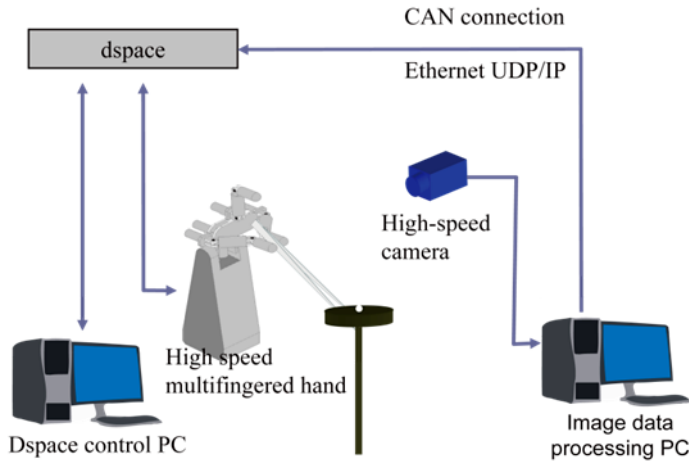 CAN connection
dspace
Ethernet UDP/IP
High-speed
camera
High speed
multifingered hand
Dspace control PC
Image data
processing PC